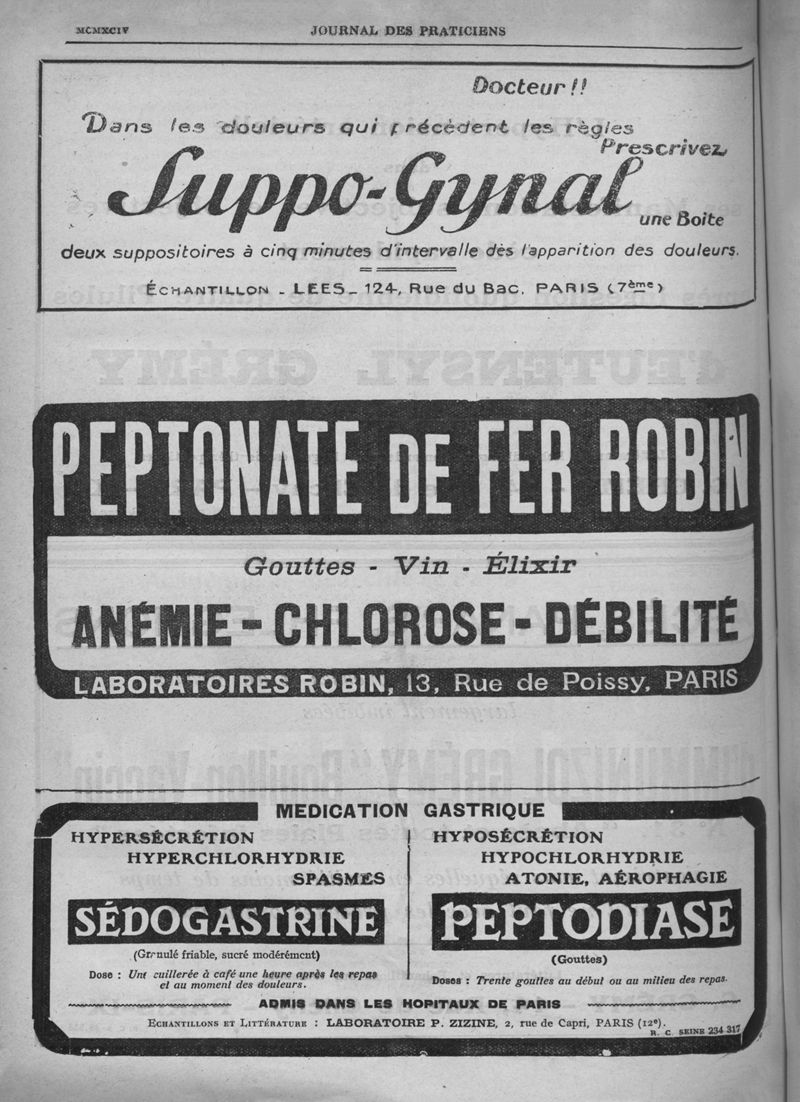 MCMXCIV
JOURNAL DES PRATICIENS
Docteur!!
Dans les douleurs qui précèdent les règles
Prescrivez
Suppo-Gynal
une Boite
deux suppositoires à cinq minutes d'intervalle dès l'apparition des douleurs.
ÉCHANTILLON - LEES - 124, Rue du Bac, PARIS (7ème)
PEPTONATE DE FER ROBIN
Gouttes - Vin - Élixir
ANÉMIE - CHLOROSE - DÉBILITÉ
LABORATOIRES ROBIN, 13, Rue de Poissy, PARIS
MEDICATION GASTRIQUE
HYPERSÉCRÉTION
HYPERCHLORHYDRIE
SPASMES
SÉDOGASTRINE
(Granulé friable, sucré modérément)
Dose : Une cuillerée à café une heure après les repas
et au moment des douleurs.
HYPOSÉCRÉTION
HYPOCHLORHYDRIE
ATONIE, AÉROPHAGIE
PEPTODIASE
(Gouttes)
Doses : Trente gouttes au début ou au milieu des repas.
ADMIS DANS LES HOPITAUX DE PARIS
ECHANTILLONS ET LITTÉRATURE : LABORATOIRE P. ZIZINE, 2, rue de Capri, PARIS (12e).
R. C. SEINE 234 317